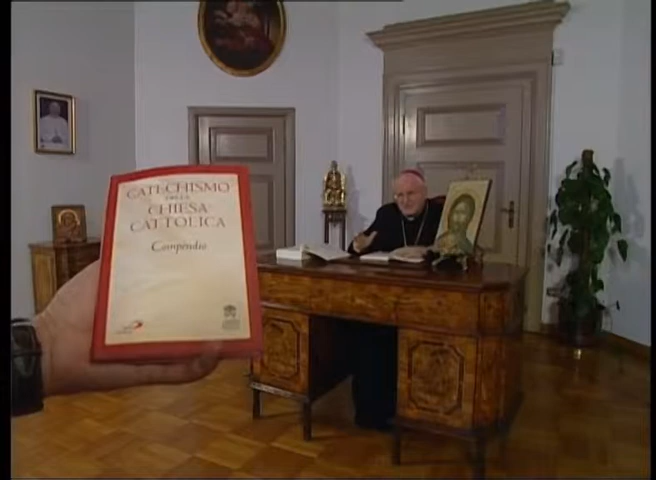 CATECHISMO
DELLA
CHIESA
CATTOLICA
Compendio